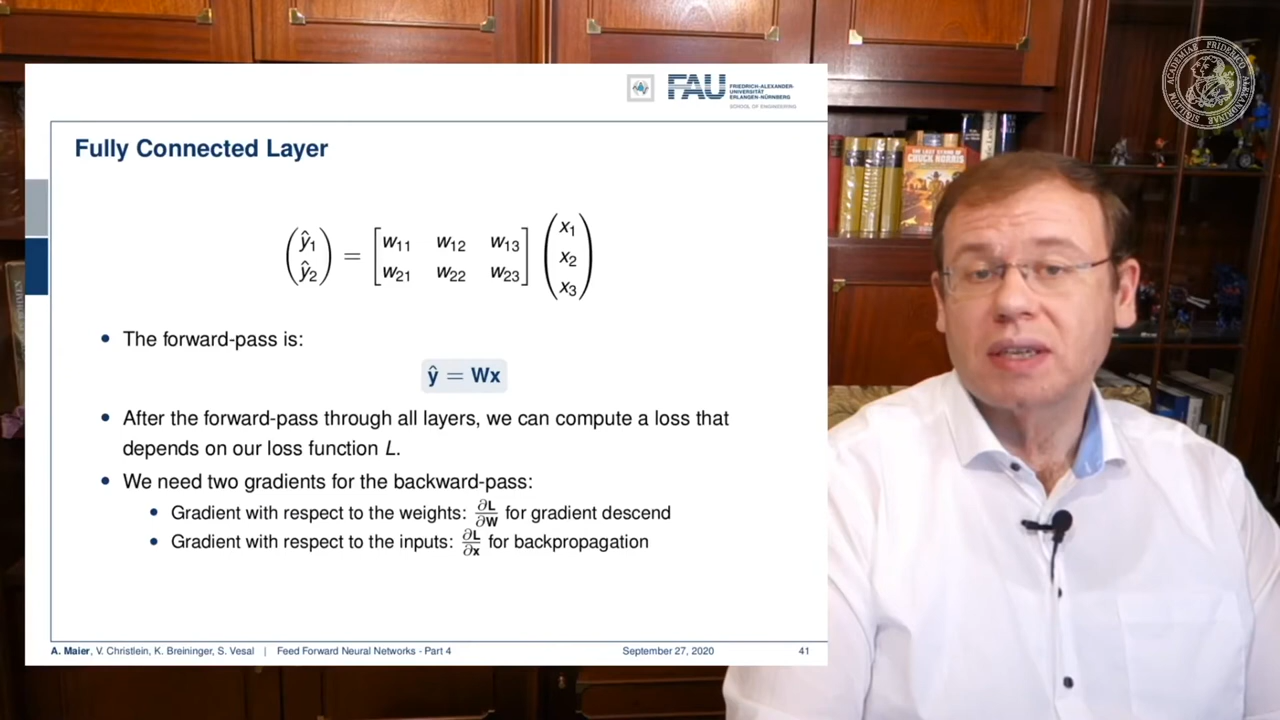 FAU FRIEDRICH-ALEXANDER-
UNIVERSITÄT
ERLANGEN-NÜRNBERG
SCHOOL OF ENGINEERING
Fully Connected Layer
(ŷ₁ ŷ₂) = [w₁₁ w₁₂ w₁₃ w₂₁ w₂₂ w₂₃] (x₁ x₂ x₃)
• The forward-pass is:
ŷ = Wx
• After the forward-pass through all layers, we can compute a loss that
depends on our loss function L.
• We need two gradients for the backward-pass:
• Gradient with respect to the weights: ∂L/∂W for gradient descend
• Gradient with respect to the inputs: ∂L/∂x for backpropagation
A. Maier, V. Christlein, K. Breininger, S. Vesal | Feed Forward Neural Networks - Part 4 September 27, 2020 41
THE LAST STAND OF
CHUCK NORRIS